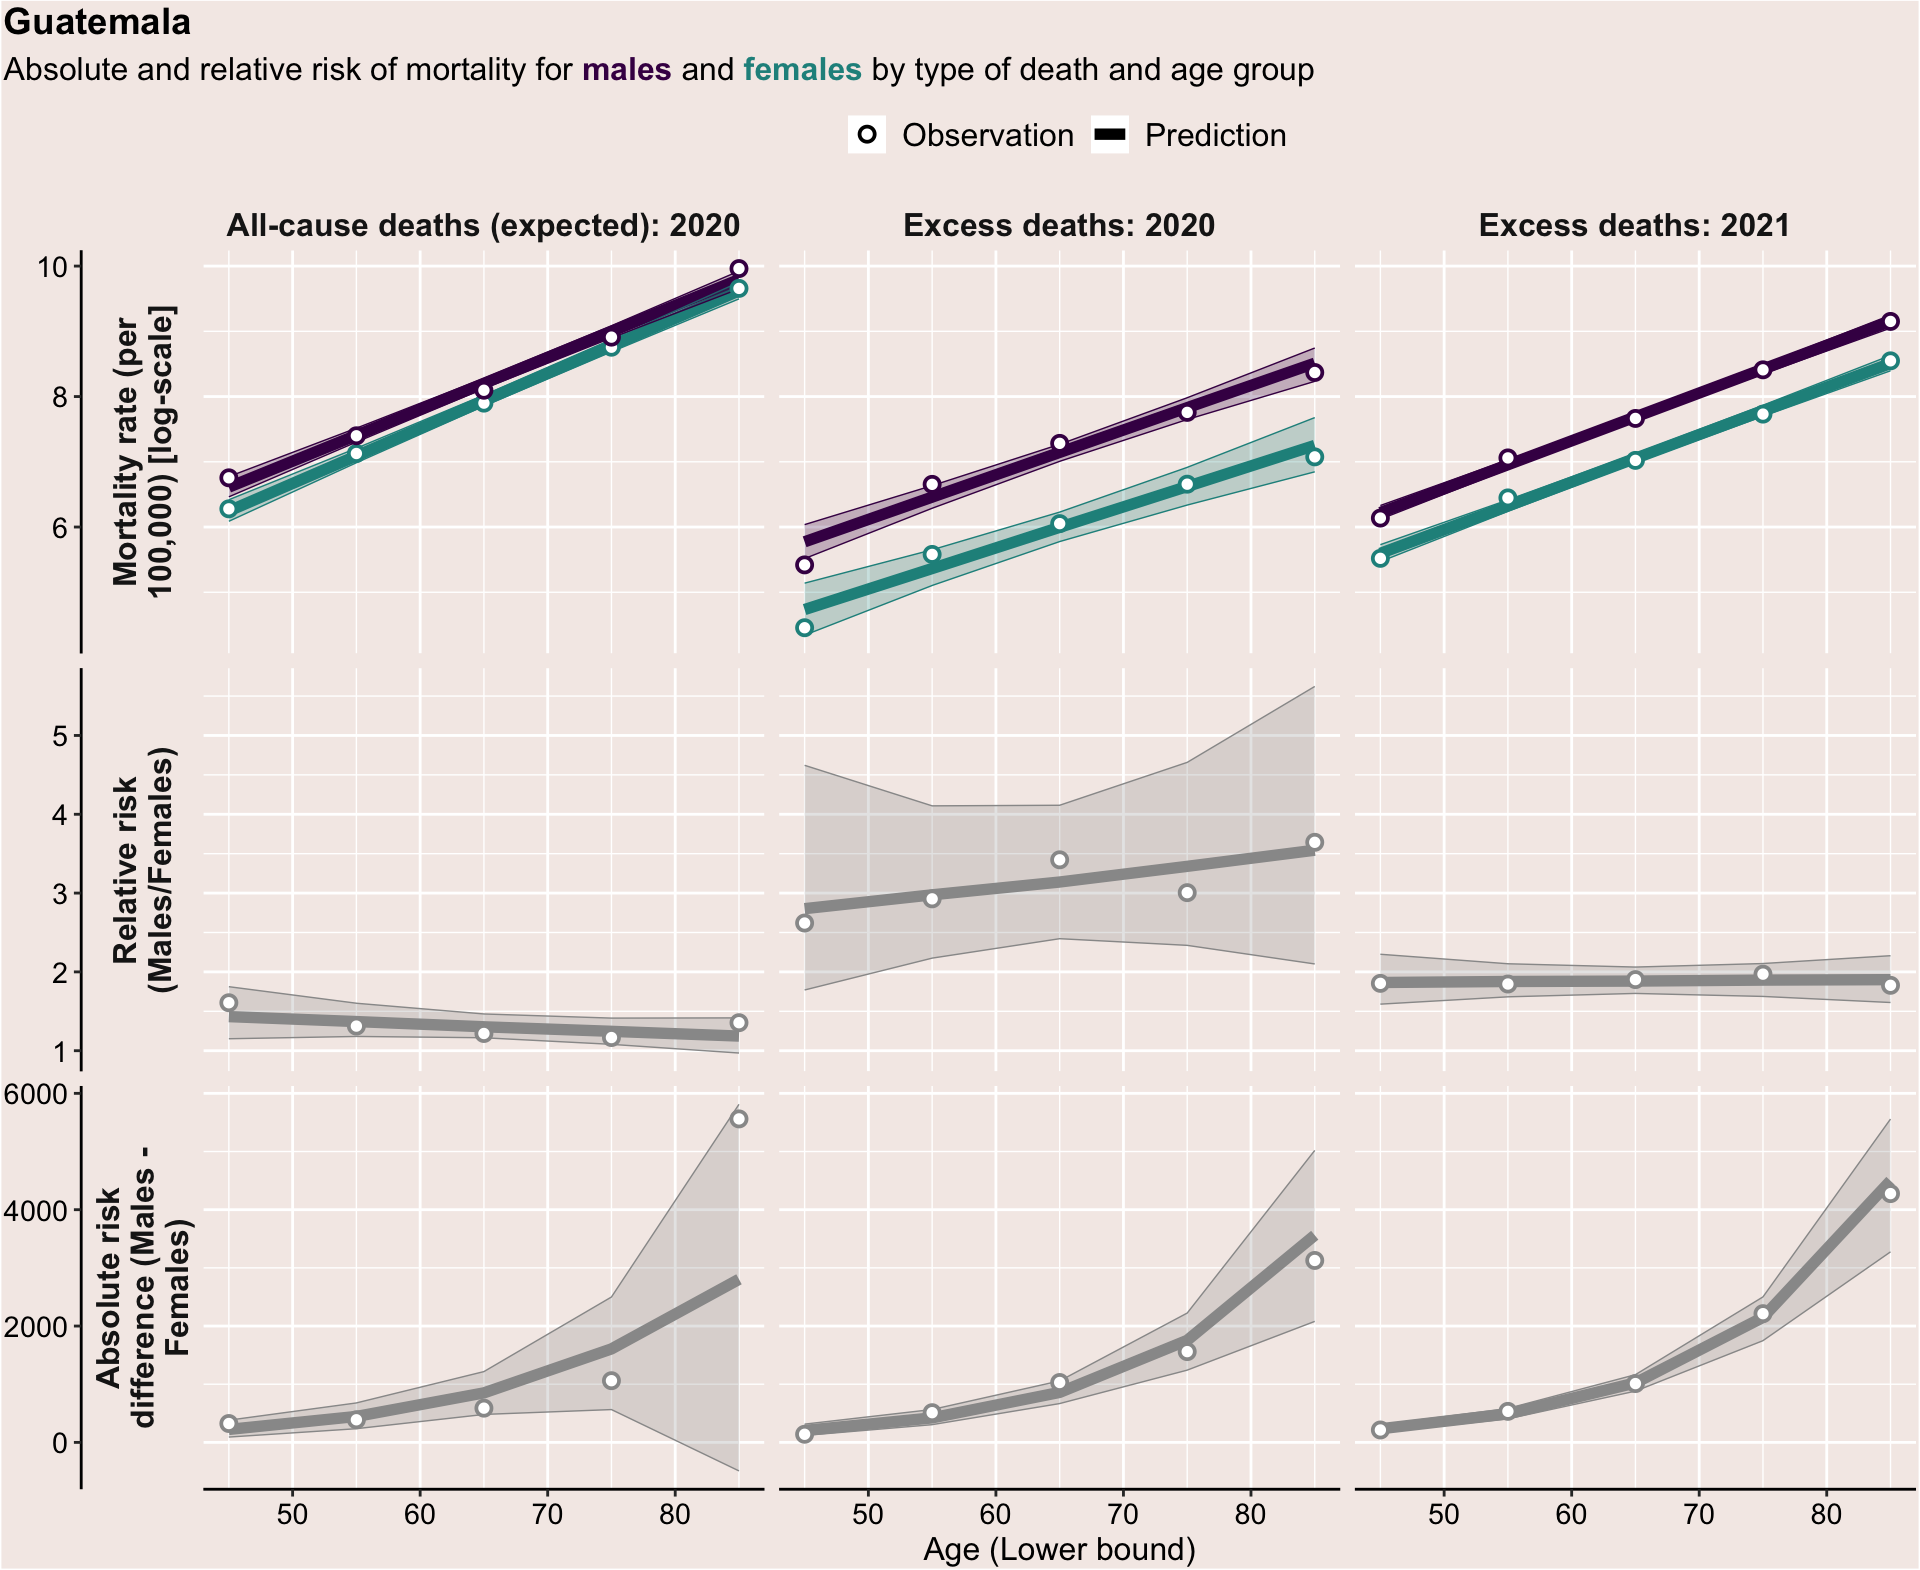 Guatemala
Absolute and relative risk of mortality for males and females by type of death and age group
Observation Prediction
All-cause deaths (expected): 2020 Excess deaths: 2020 Excess deaths: 2021
Mortality rate (per
100,000) [log-scale]
10
8
6
Relative risk
(Males/Females)
5
4
3
2
1
Absolute risk
difference (Males -
Females)
6000
4000
2000
0
50 60 70 80 50 60 70 80 50 60 70 80
Age (Lower bound)